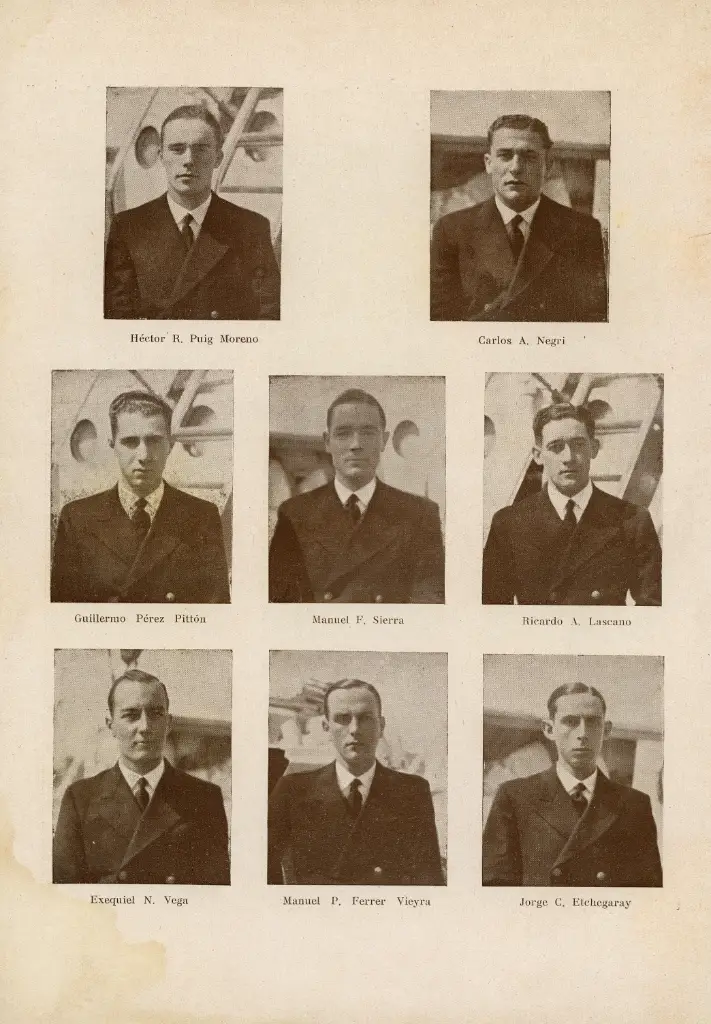 Héctor R. Puig Moreno
Carlos A. Negri
Guillermo Pérez Pittón
Manuel F. Sierra
Ricardo A. Lascano
Exequiel N. Vega
Manuel P. Ferrer Vieyra
Jorge C. Etchegaray